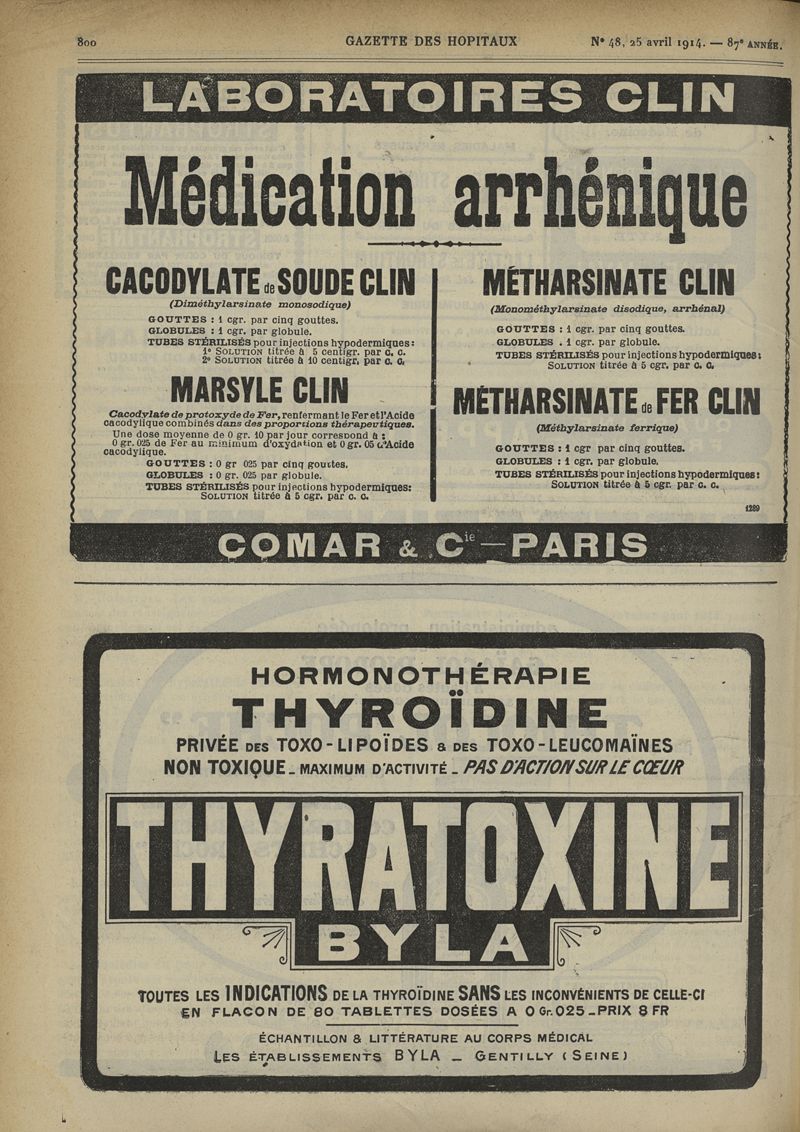 800 GAZETTE DES HOPITAUX N° 48, 25 avril 1914. — 87e ANNÉE.
LABORATOIRES CLIN
Médication arrhénique
CACODYLATE de SOUDE CLIN
(Diméthylarsinate monosodique)
GOUTTES : 1 cgr. par cinq gouttes.
GLOBULES : 1 cgr. par globule.
TUBES STÉRILISÉS pour injections hypodermiques :
1° SOLUTION titrée à 5 centigr. par c. c.
2° SOLUTION titrée à 10 centigr. par c. c.
MARSYLE CLIN
Cacodylate de protoxyde de Fer, renfermant le Fer et l'Acide
cacodylique combinés dans des proportions thérapeutiques.
Une dose moyenne de 0 gr. 10 par jour correspond à :
0 gr. 025 de Fer au minimum d'oxydation et 0 gr. 05 d'Acide
cacodylique.
GOUTTES : 0 gr 025 par cinq gouttes.
GLOBULES : 0 gr. 025 par globule.
TUBES STÉRILISÉS pour injections hypodermiques:
SOLUTION titrée à 5 cgr. par c. c.
MÉTHARSINATE CLIN
(Monométhylarsinate disodique, arrhénal)
GOUTTES : 1 cgr. par cinq gouttes.
GLOBULES . 1 cgr. par globule.
TUBES STÉRILISÉS pour injections hypodermiques :
SOLUTION titrée à 5 cgr. par c. c.
MÉTHARSINATE de FER CLIN
(Méthylarsinate ferrique)
GOUTTES : 1 cgr par cinq gouttes.
GLOBULES : 1 cgr. par globule.
TUBES STÉRILISÉS pour injections hypodermiques :
SOLUTION titrée à 5 cgr. par c. c.
1289
COMAR & Cie — PARIS
HORMONOTHÉRAPIE
THYROÏDINE
PRIVÉE DES TOXO-LIPOÏDES & DES TOXO-LEUCOMAÏNES
NON TOXIQUE_ MAXIMUM D'ACTIVITÉ _ PAS D'ACTION SUR LE CŒUR
THYRATOXINE
BYLA
TOUTES LES INDICATIONS DE LA THYROÏDINE SANS LES INCONVÉNIENTS DE CELLE-CI
EN FLACON DE 80 TABLETTES DOSÉES A 0 Gr. 025_PRIX 8 FR
ÉCHANTILLON & LITTÉRATURE AU CORPS MÉDICAL
LES ÉTABLISSEMENTS BYLA _ GENTILLY (SEINE)